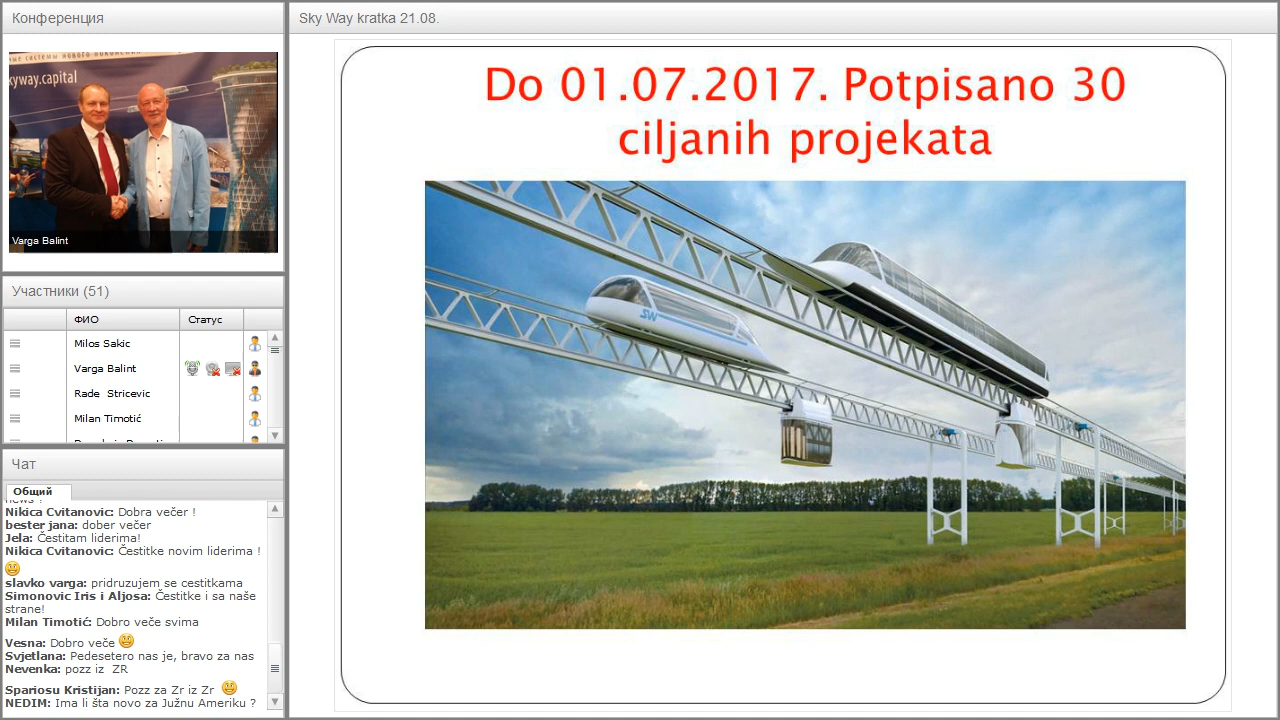 Конференция
kyway.capital
Varga Balint
Участники (51)
ФИО Статус
Milos Sakic
Varga Balint
Rade Stricevic
Milan Timotić
Чат
Общий
Nikica Cvitanovic: Dobra večer !
bester jana: dober večer
Jela: Čestitam liderima!
Nikica Cvitanovic: Čestitke novim liderima !
slavko varga: pridruzujem se cestitkama
Simonovic Iris i Aljosa: Čestitke i sa naše
strane!
Milan Timotić: Dobro veče svima
Vesna: Dobro veče
Svjetlana: Pedesetero nas je, bravo za nas
Nevenka: pozz iz ZR
Spariosu Kristijan: Pozz za Zr iz Zr
NEDIM: Ima li šta novo za Južnu Ameriku ?
Sky Way kratka 21.08.
Do 01.07.2017. Potpisano 30
ciljanih projekata
SW